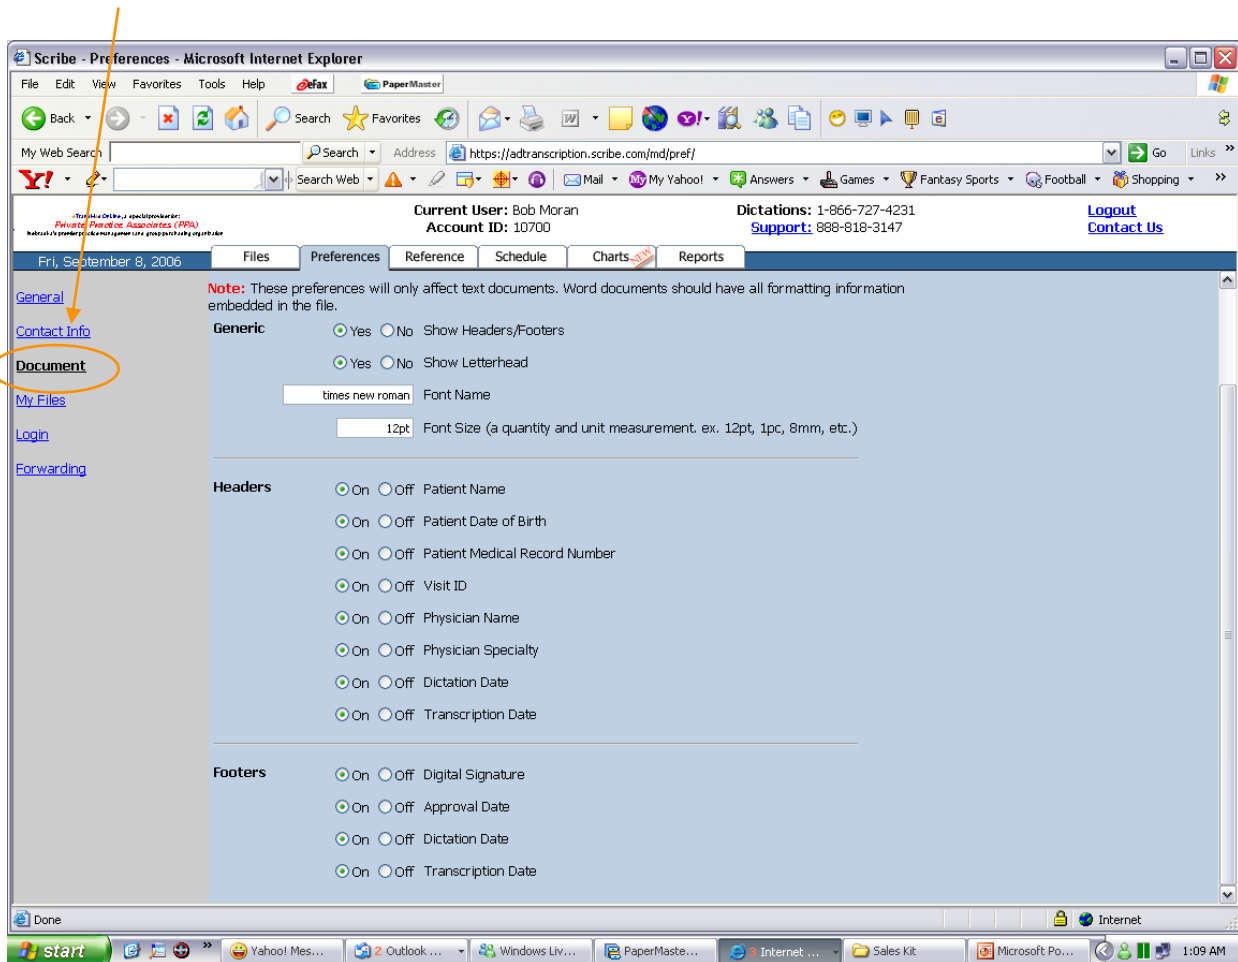 Scribe - Preferences - Microsoft Internet Explorer
File Edit View Favorites Tools Help eFax PaperMaster
Back Search Favorites
My Web Search Search Address https://adtranscription.scribe.com/md/pref/ Go Links »
Y! Search Web Mail My Yahoo! Answers Games Fantasy Sports Football Shopping »
Private Practice Associates (PPA)
Current User: Bob Moran Dictations: 1-866-727-4231 Logout
Account ID: 10700 Support: 888-818-3147 Contact Us
Fri, September 8, 2006 Files Preferences Reference Schedule Charts NEW Reports
General
Contact Info
Document
My Files
Login
Forwarding
Note: These preferences will only affect text documents. Word documents should have all formatting information
embedded in the file.
Generic Yes No Show Headers/Footers
Yes No Show Letterhead
times new roman Font Name
12pt Font Size (a quantity and unit measurement. ex. 12pt, 1pc, 8mm, etc.)
Headers On Off Patient Name
On Off Patient Date of Birth
On Off Patient Medical Record Number
On Off Visit ID
On Off Physician Name
On Off Physician Specialty
On Off Dictation Date
On Off Transcription Date
Footers On Off Digital Signature
On Off Approval Date
On Off Dictation Date
On Off Transcription Date
Done Internet
start » Yahoo! Mes... 2 Outlook ... Windows Liv... PaperMaste... 3 Internet ... Sales Kit Microsoft Po... 1:09 AM